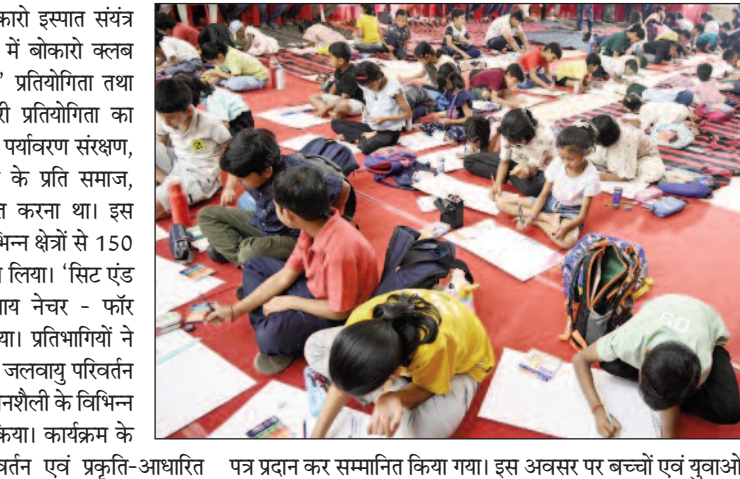 कारो इस्पात संयंत्र
में बोकारो क्लब
’ प्रतियोगिता तथा
री प्रतियोगिता का
पर्यावरण संरक्षण,
के प्रति समाज,
करना था। इस
भिन्न क्षेत्रों से 150
लिया। ‘सिट एंड
ाय नेचर - फॉर
या। प्रतिभागियों ने
जलवायु परिवर्तन
नशैली के विभिन्न
किया। कार्यक्रम के
वर्तन एवं प्रकृति-आधारित
पत्र प्रदान कर सम्मानित किया गया। इस अवसर पर बच्चों एवं युवाओं